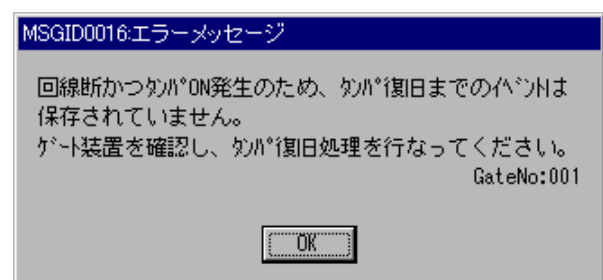 MSGID0016:エラーメッセージ
回線断かつﾀﾝﾊﾟON発生のため、ﾀﾝﾊﾟ復旧までのｲﾍﾞﾝﾄは
保存されていません。
ｹﾞｰﾄ装置を確認し、ﾀﾝﾊﾟ復旧処理を行なってください。
GateNo:001
OK